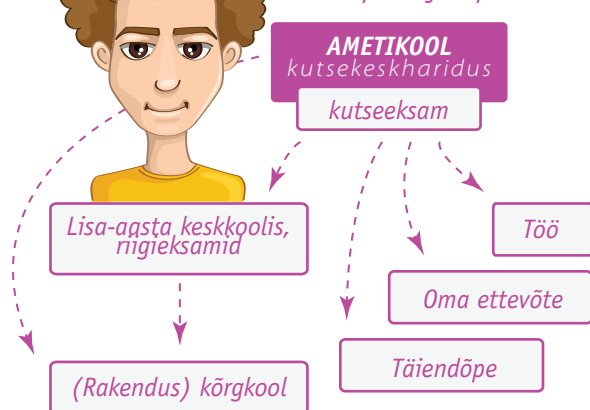 AMETIKOOL
kutsekeskharidus
kutseeksam
Lisa-aasta keskkoolis,
riigieksamid
Töö
Oma ettevõte
Täiendõpe
(Rakendus) kõrgkool